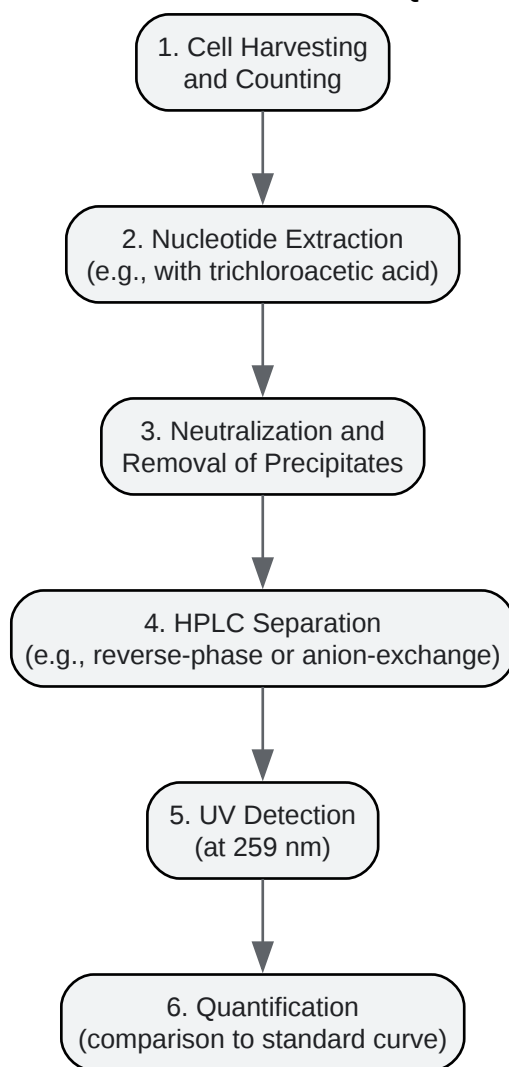 1. Cell Harvesting
and Counting
2. Nucleotide Extraction
(e.g., with trichloroacetic acid)
3. Neutralization and
Removal of Precipitates
4. HPLC Separation
(e.g., reverse-phase or anion-exchange)
5. UV Detection
(at 259 nm)
6. Quantification
(comparison to standard curve)